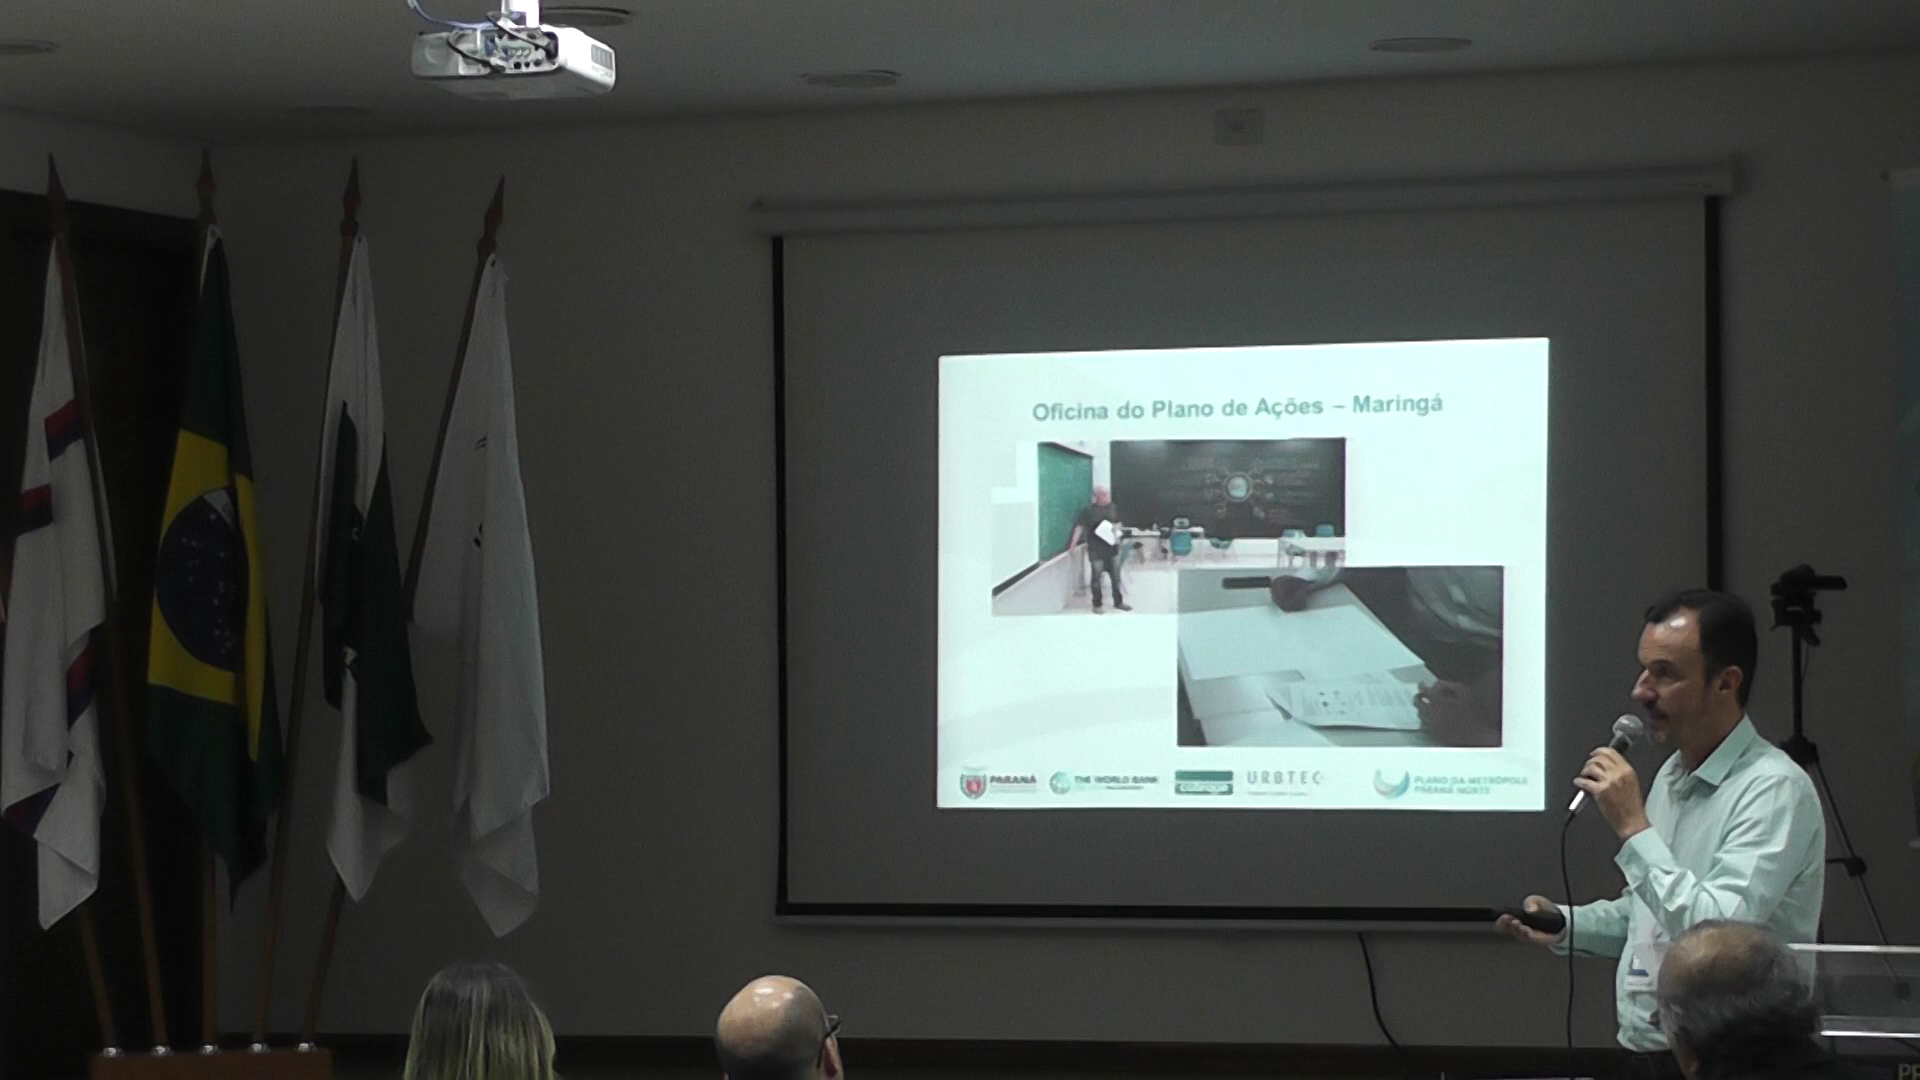 Oficina do Plano de Ações – Maringá
PARANÁ
THE WORLD BANK
URBTEC
PLANO DA METRÓPOLE
PARANÁ NORTE